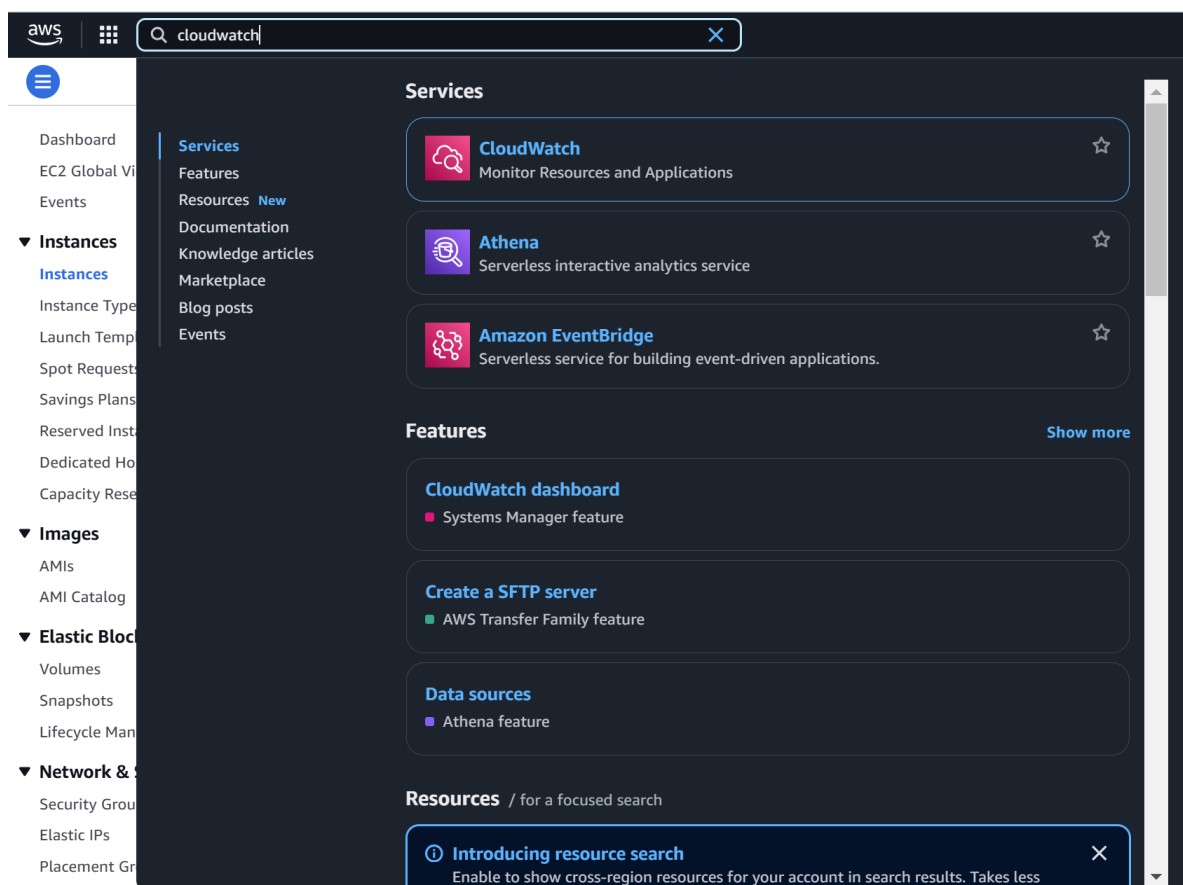 aws
cloudwatch
Dashboard
EC2 Global Vi
Events
Instances
Instances
Instance Type
Launch Templ
Spot Requests
Savings Plans
Reserved Insta
Dedicated Ho
Capacity Rese
Images
AMIs
AMI Catalog
Elastic Bloc
Volumes
Snapshots
Lifecycle Man
Network & S
Security Grou
Elastic IPs
Placement Gr
Services
Features
Resources New
Documentation
Knowledge articles
Marketplace
Blog posts
Events
Services
CloudWatch
Monitor Resources and Applications
Athena
Serverless interactive analytics service
Amazon EventBridge
Serverless service for building event-driven applications.
Features
Show more
CloudWatch dashboard
Systems Manager feature
Create a SFTP server
AWS Transfer Family feature
Data sources
Athena feature
Resources / for a focused search
Introducing resource search
Enable to show cross-region resources for your account in search results. Takes less